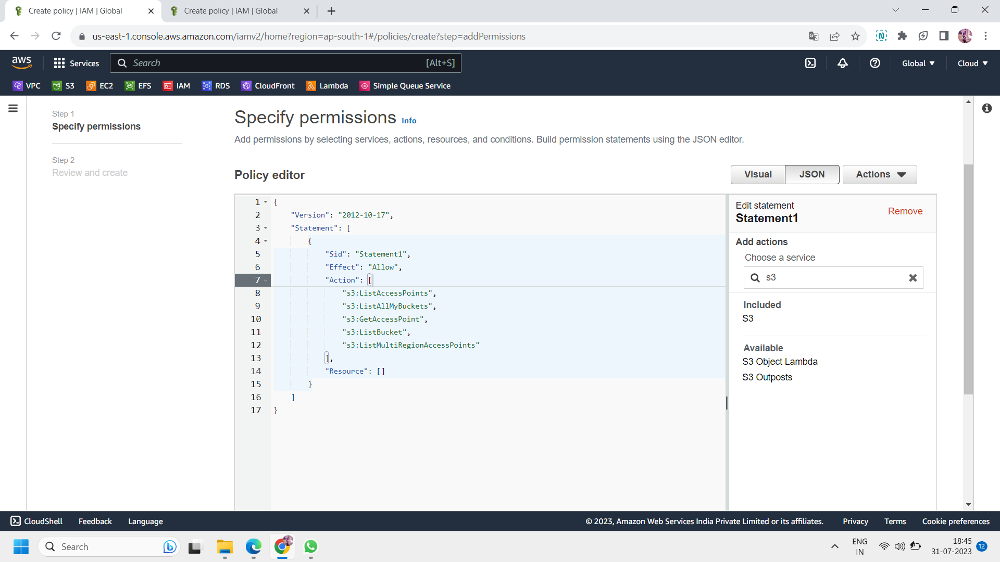 Create policy | IAM | Global
Create policy | IAM | Global
us-east-1.console.aws.amazon.com/iamv2/home?region=ap-south-1#/policies/create?step=addPermissions
aws
Services
Search
[Alt+S]
Global
Cloud
VPC
S3
EC2
EFS
IAM
RDS
CloudFront
Lambda
Simple Queue Service
Step 1
Specify permissions
Step 2
Review and create
Specify permissions Info
Add permissions by selecting services, actions, resources, and conditions. Build permission statements using the JSON editor.
Policy editor
Visual
JSON
Actions
1 {
2 "Version": "2012-10-17",
3 "Statement": [
4 {
5 "Sid": "Statement1",
6 "Effect": "Allow",
7 "Action": [
8 "s3:ListAccessPoints",
9 "s3:ListAllMyBuckets",
10 "s3:GetAccessPoint",
11 "s3:ListBucket",
12 "s3:ListMultiRegionAccessPoints"
13 ],
14 "Resource": []
15 }
16 ]
17 }
Edit statement
Statement1
Remove
Add actions
Choose a service
s3
Included
S3
Available
S3 Object Lambda
S3 Outposts
CloudShell
Feedback
Language
© 2023, Amazon Web Services India Private Limited or its affiliates.
Privacy
Terms
Cookie preferences
Search
ENG
IN
18:45
31-07-2023
12